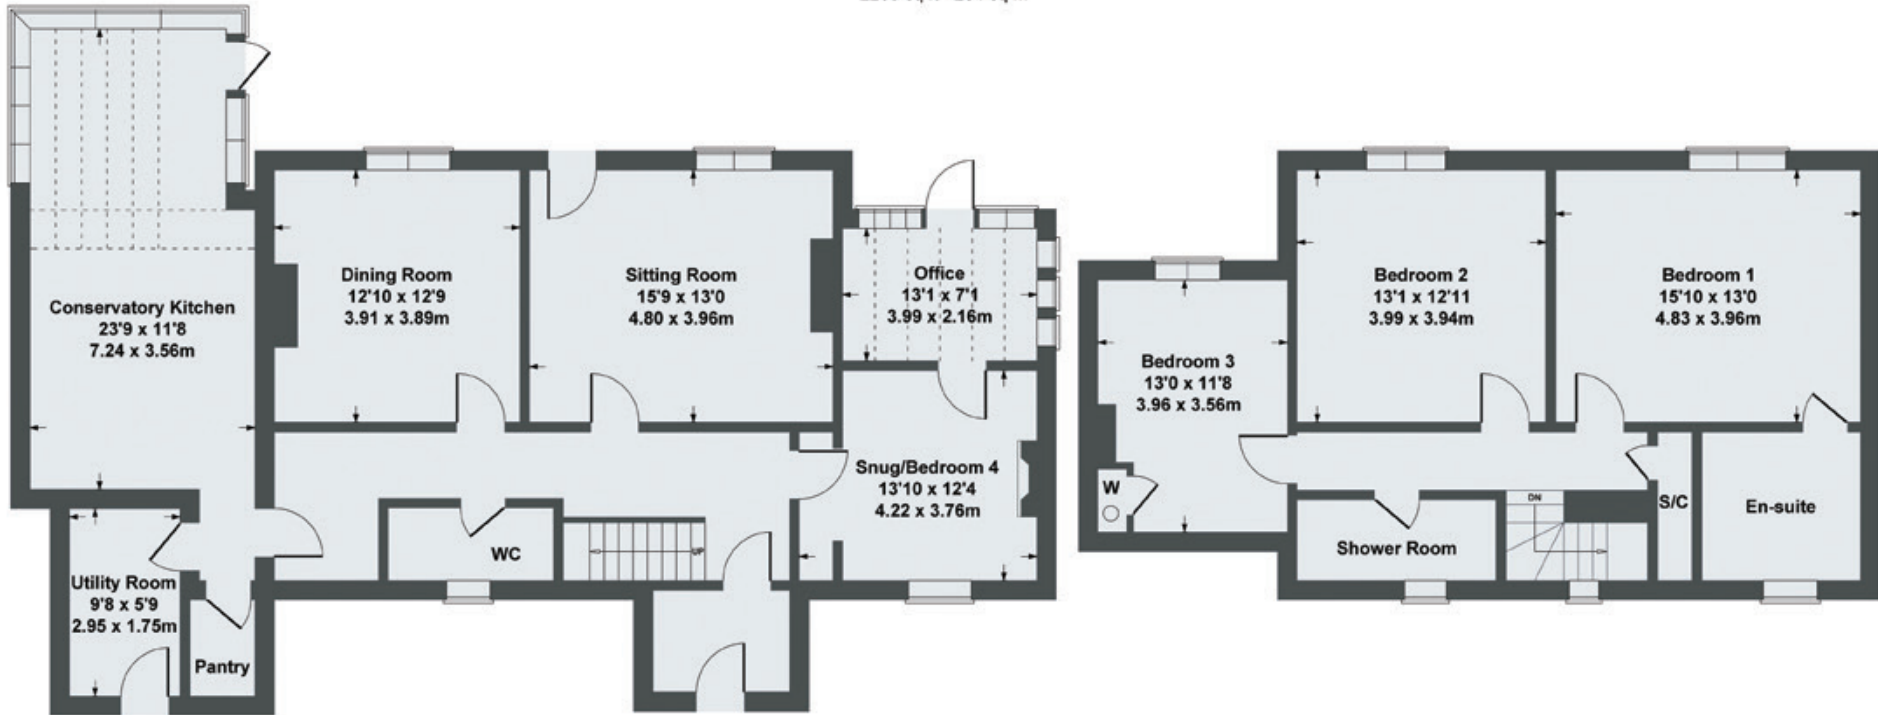 Conservatory Kitchen
23'9 x 11'8
7.24 x 3.56m
Dining Room
12'10 x 12'9
3.91 x 3.89m
Sitting Room
15'9 x 13'0
4.80 x 3.96m
Office
13'1 x 7'1
3.99 x 2.16m
Snug/Bedroom 4
13'10 x 12'4
4.22 x 3.76m
WC
UP
Utility Room
9'8 x 5'9
2.95 x 1.75m
Pantry
Bedroom 3
13'0 x 11'8
3.96 x 3.56m
W
Bedroom 2
13'1 x 12'11
3.99 x 3.94m
Bedroom 1
15'10 x 13'0
4.83 x 3.96m
DN
S/C
En-suite
Shower Room